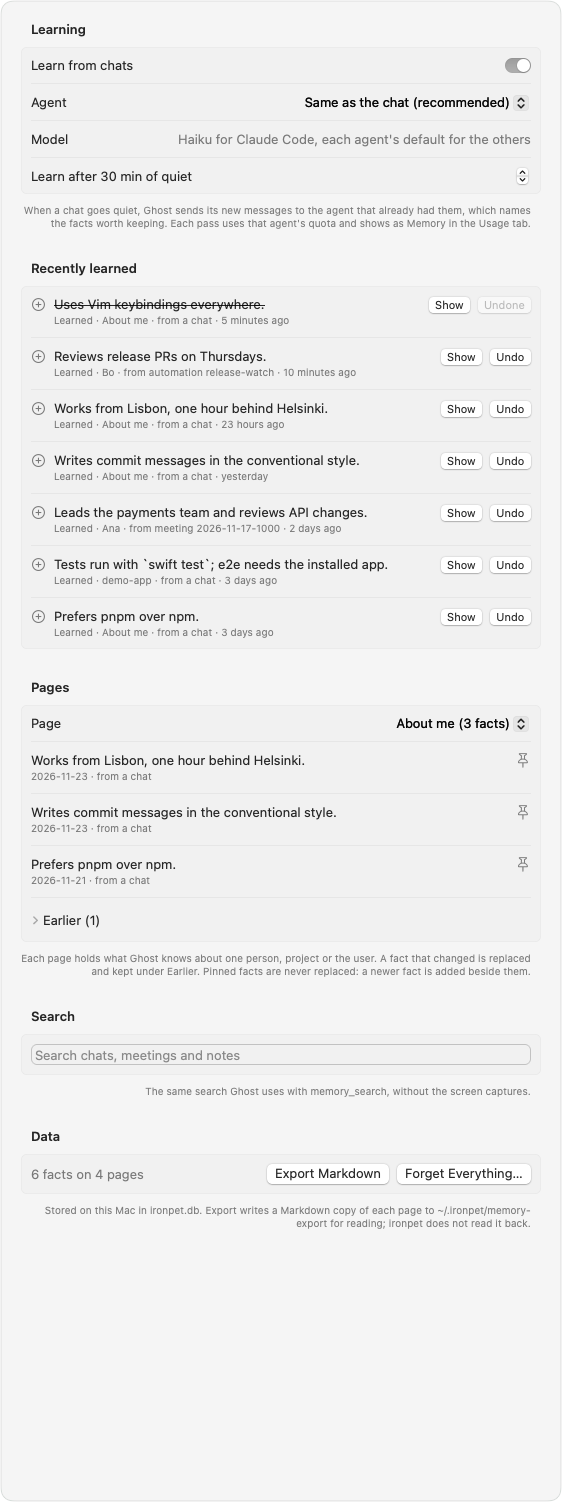 Learning
Learn from chats
Agent
Same as the chat (recommended)
Model
Haiku for Claude Code, each agent's default for the others
Learn after 30 min of quiet
When a chat goes quiet, Ghost sends its new messages to the agent that already had them, which names
the facts worth keeping. Each pass uses that agent's quota and shows as Memory in the Usage tab.
Recently learned
Uses Vim keybindings everywhere.
Show
Undone
Learned · About me · from a chat · 5 minutes ago
Reviews release PRs on Thursdays.
Show
Undo
Learned · Bo · from automation release-watch · 10 minutes ago
Works from Lisbon, one hour behind Helsinki.
Show
Undo
Learned · About me · from a chat · 23 hours ago
Writes commit messages in the conventional style.
Show
Undo
Learned · About me · from a chat · yesterday
Leads the payments team and reviews API changes.
Show
Undo
Learned · Ana · from meeting 2026-11-17-1000 · 2 days ago
Tests run with `swift test`; e2e needs the installed app.
Show
Undo
Learned · demo-app · from a chat · 3 days ago
Prefers pnpm over npm.
Show
Undo
Learned · About me · from a chat · 3 days ago
Pages
Page
About me (3 facts)
Works from Lisbon, one hour behind Helsinki.
2026-11-23 · from a chat
Writes commit messages in the conventional style.
2026-11-23 · from a chat
Prefers pnpm over npm.
2026-11-21 · from a chat
Earlier (1)
Each page holds what Ghost knows about one person, project or the user. A fact that changed is replaced
and kept under Earlier. Pinned facts are never replaced: a newer fact is added beside them.
Search
Search chats, meetings and notes
The same search Ghost uses with memory_search, without the screen captures.
Data
6 facts on 4 pages
Export Markdown
Forget Everything...
Stored on this Mac in ironpet.db. Export writes a Markdown copy of each page to ~/.ironpet/memory-
export for reading; ironpet does not read it back.